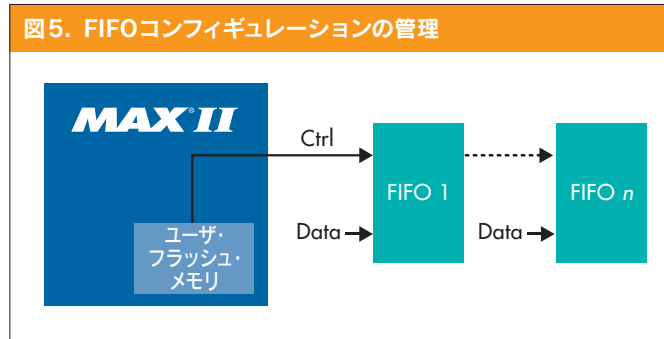 図5. FIFOコンフィギュレーションの管理
MAX® II
Ctrl
FIFO 1
FIFO n
ユーザ・
フラッシュ・
メモリ
Data
Data